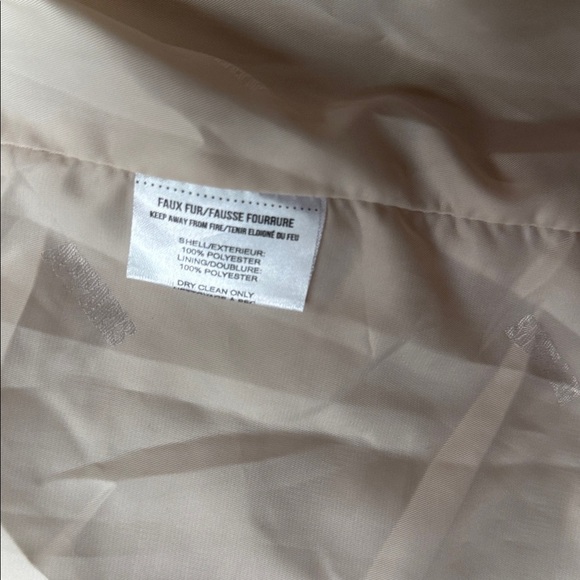 FAUX FUR/FAUSSE FOURRURE
KEEP AWAY FROM FIRE/TENIR ELOIGNÉ DU FEU
SHELL/EXTERIEUR:
100% POLYESTER
LINING/DOUBLURE:
100% POLYESTER
DRY CLEAN ONLY